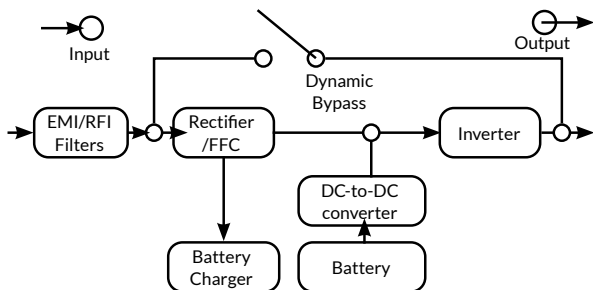 Input
Output
Dynamic
Bypass
EMI/RFI
Filters
Rectifier
/FFC
Inverter
DC-to-DC
converter
Battery
Charger
Battery